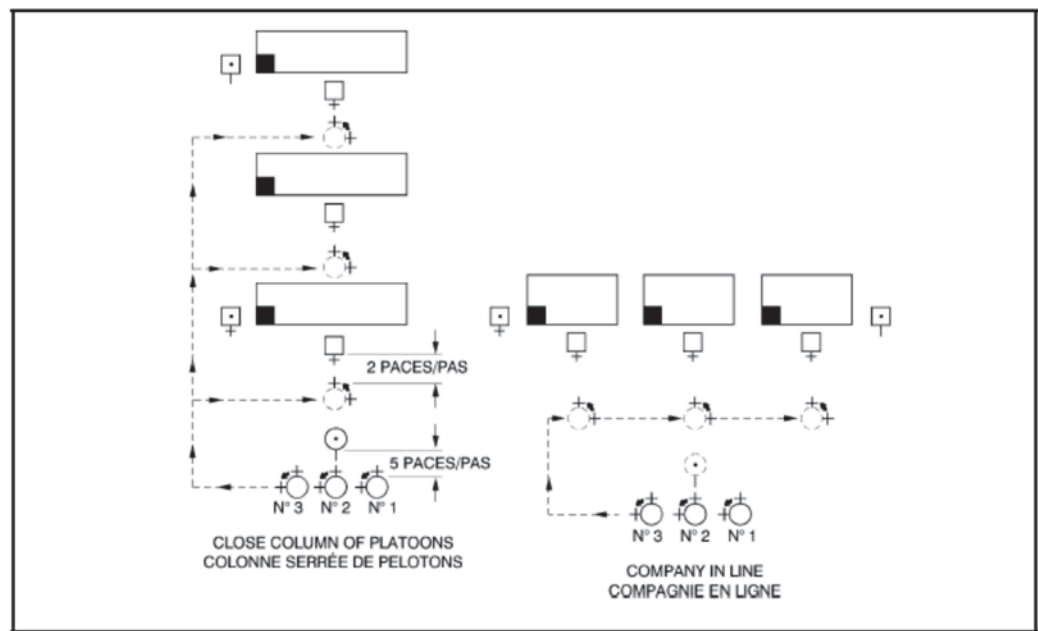 2 PACES/PAS
5 PACES/PAS
N° 3 N° 2 N° 1
CLOSE COLUMN OF PLATOONS
COLONNE SERRÉE DE PELOTONS
N° 3 N° 2 N° 1
COMPANY IN LINE
COMPAGNIE EN LIGNE